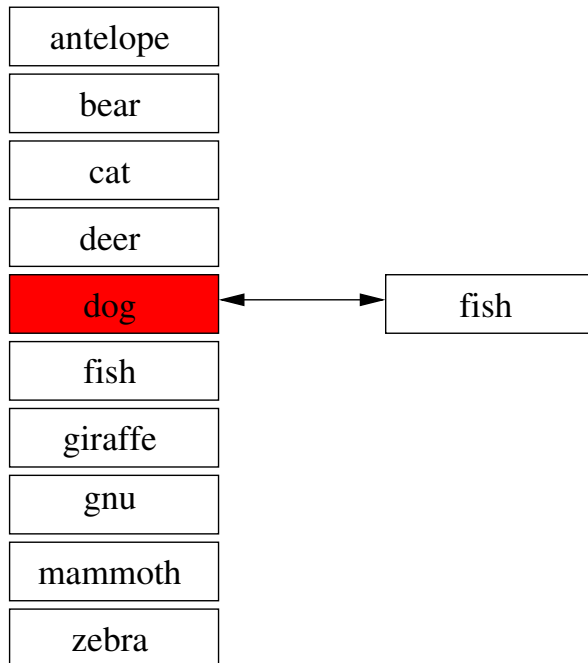 antelope
bear
cat
deer
dog
fish
fish
giraffe
gnu
mammoth
zebra